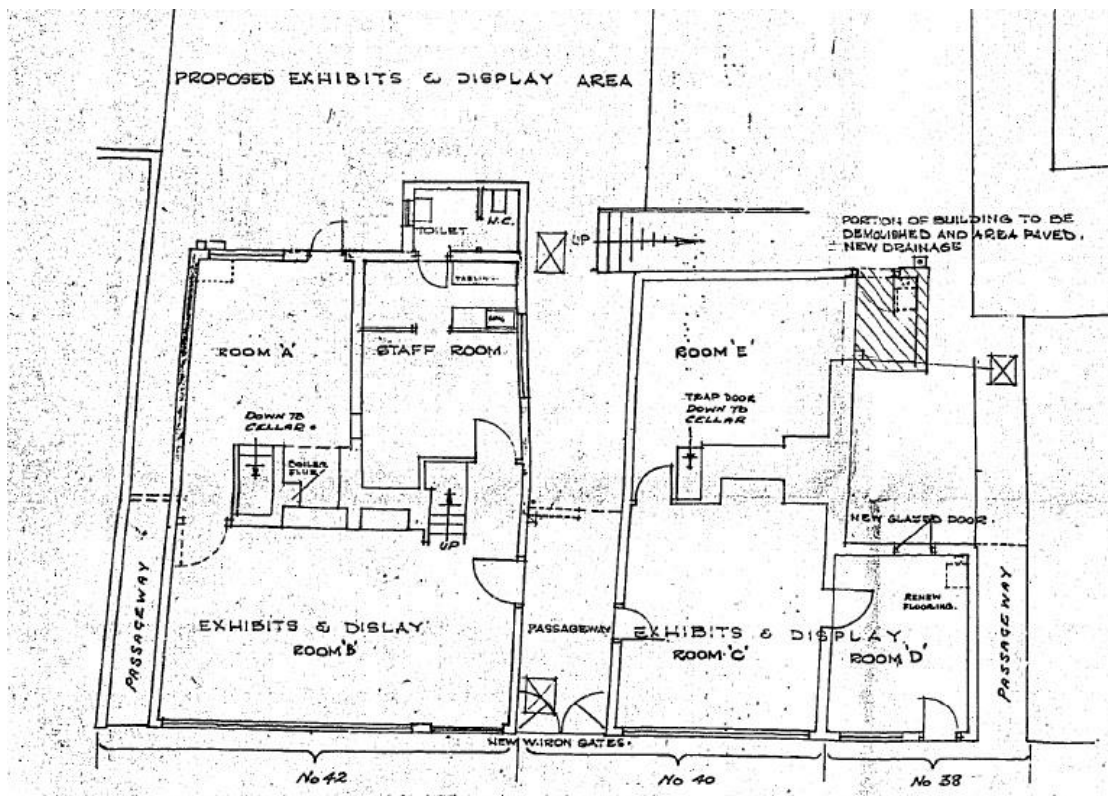 PROPOSED EXHIBITS & DISPLAY AREA
PORTION OF BUILDING TO BE
DEMOLISHED AND AREA PAVED.
NEW DRAINAGE
TOILET
UP
ROOM 'A'
STAFF ROOM
ROOM 'E'
DOWN TO
CELLAR.
TRAP DOOR
DOWN TO
CELLAR
BOILER
FLUE
UP
NEW GLAZED DOOR.
RENEW
FLOORING.
PASSAGEWAY
EXHIBITS & DISLAY
ROOM 'B'
PASSAGEWAY
EXHIBITS & DISPLAY
ROOM 'C'
ROOM 'D'
PASSAGEWAY
NEW W.IRON GATES.
No 42
No 40
No 38